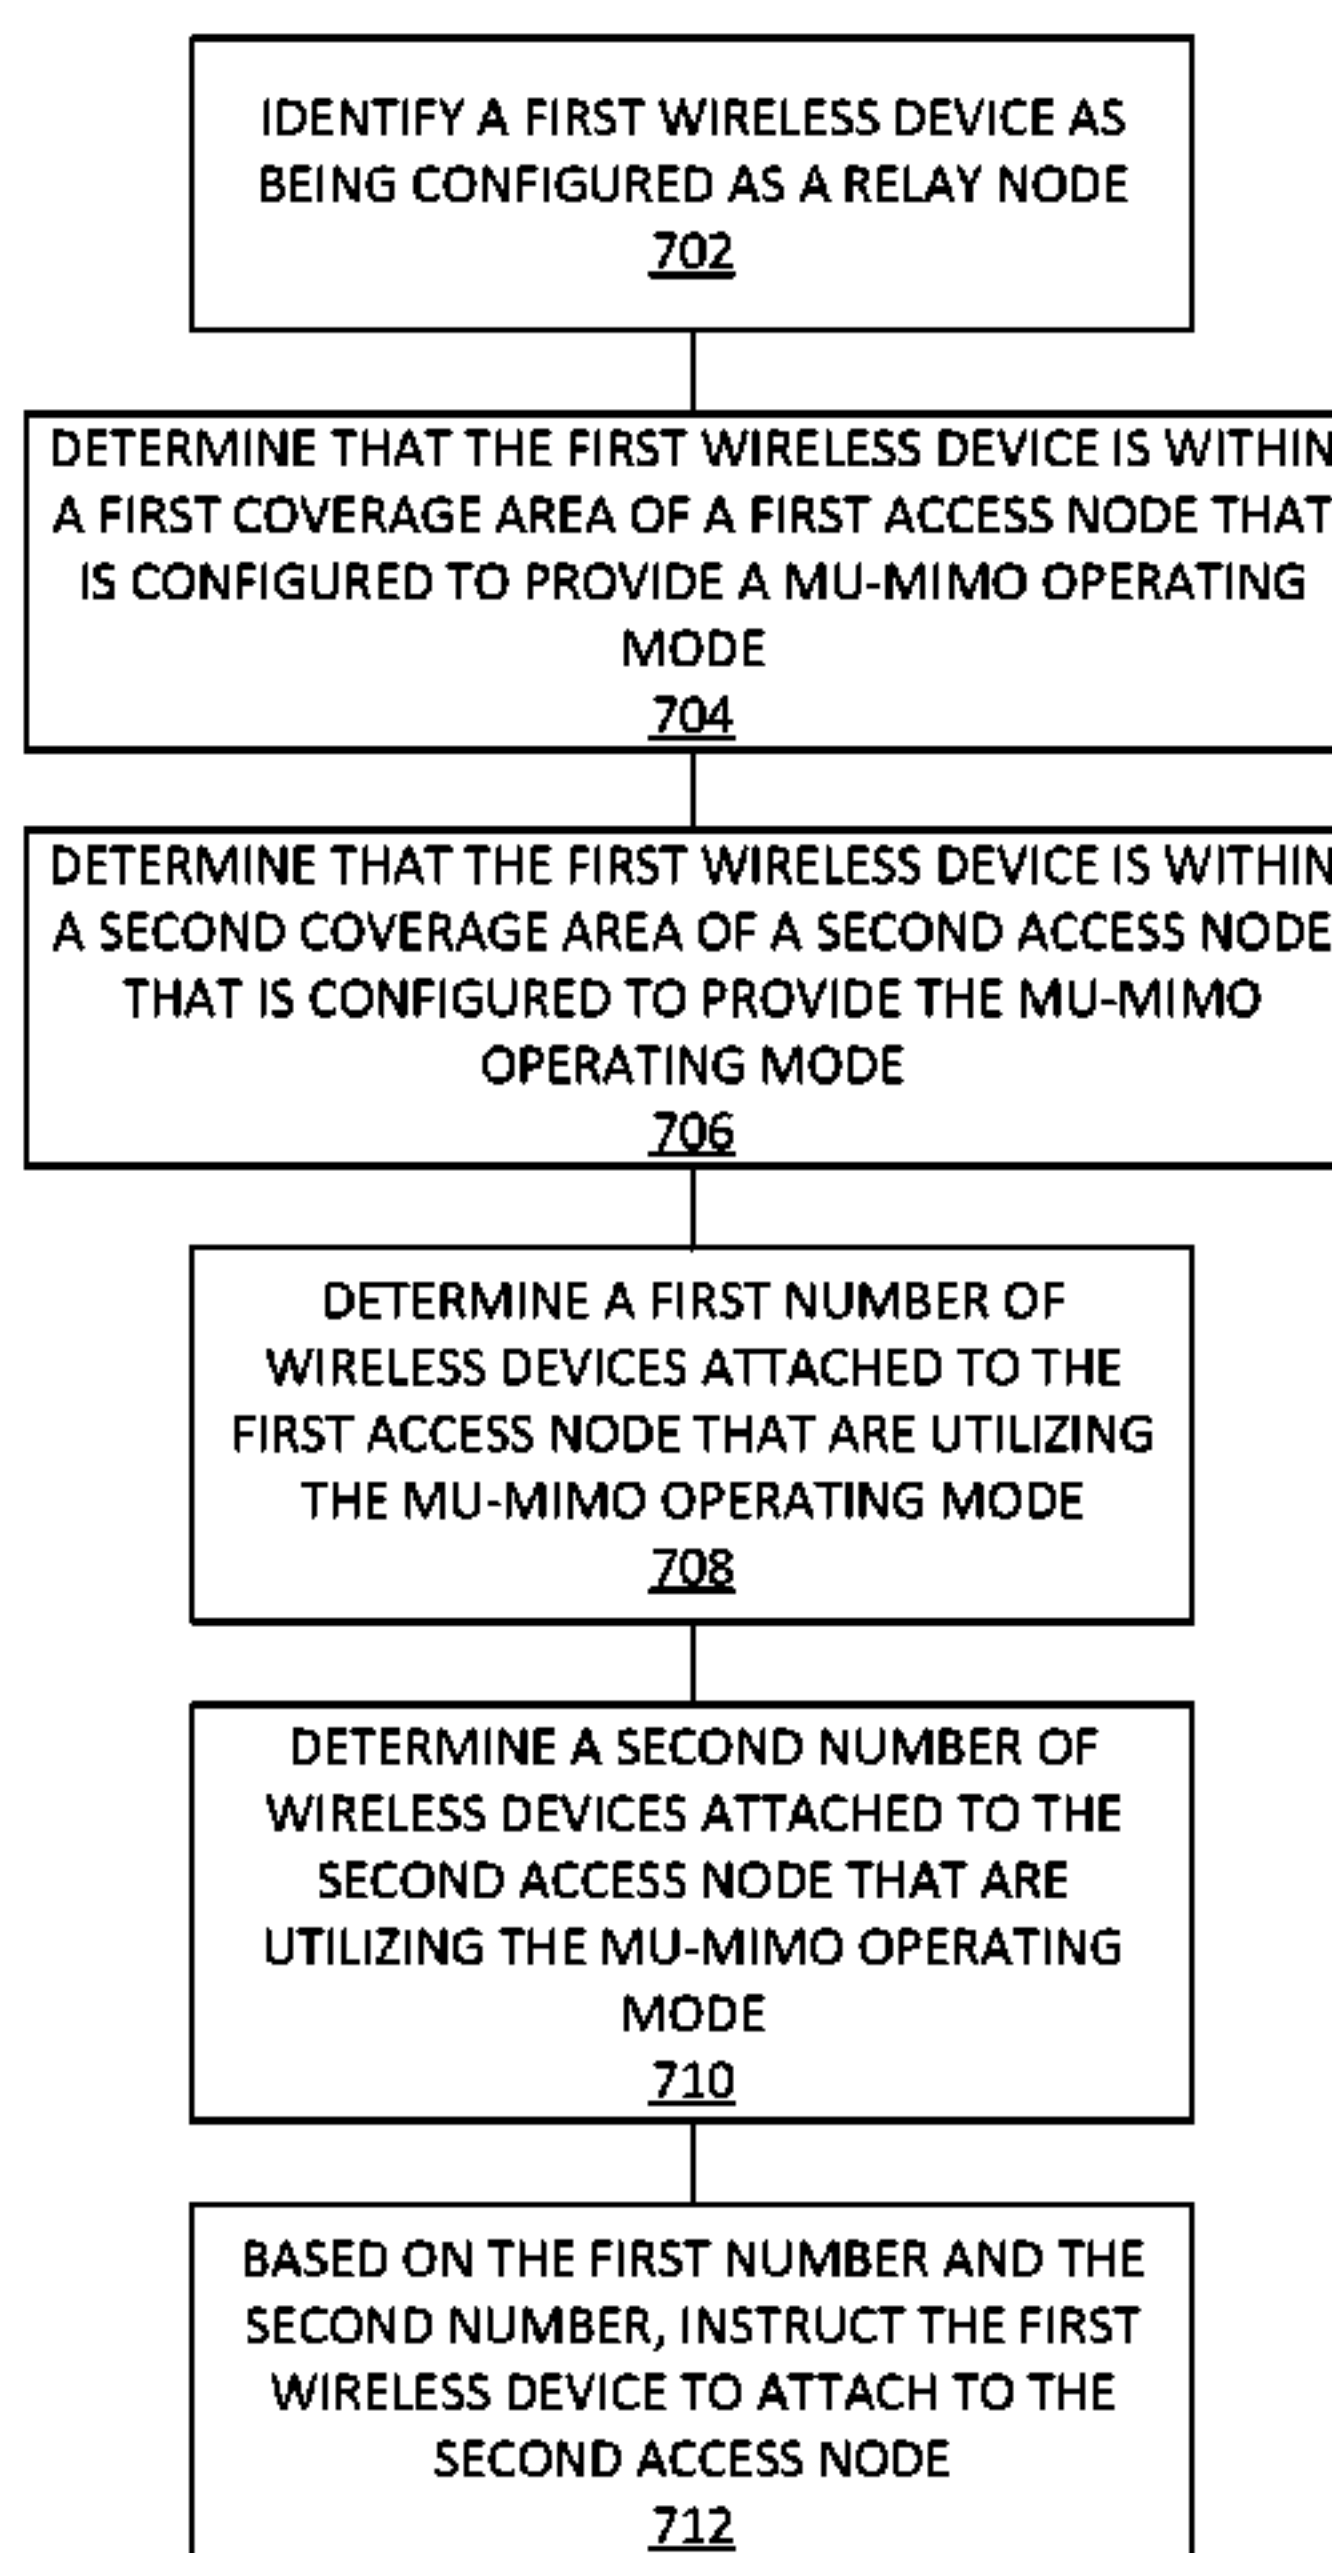 IDENTIFY A FIRST WIRELESS DEVICE AS
BEING CONFIGURED AS A RELAY NODE
702
DETERMINE THAT THE FIRST WIRELESS DEVICE IS WITHIN
A FIRST COVERAGE AREA OF A FIRST ACCESS NODE THAT
IS CONFIGURED TO PROVIDE A MU-MIMO OPERATING
MODE
704
DETERMINE THAT THE FIRST WIRELESS DEVICE IS WITHIN
A SECOND COVERAGE AREA OF A SECOND ACCESS NODE
THAT IS CONFIGURED TO PROVIDE THE MU-MIMO
OPERATING MODE
706
DETERMINE A FIRST NUMBER OF
WIRELESS DEVICES ATTACHED TO THE
FIRST ACCESS NODE THAT ARE UTILIZING
THE MU-MIMO OPERATING MODE
708
DETERMINE A SECOND NUMBER OF
WIRELESS DEVICES ATTACHED TO THE
SECOND ACCESS NODE THAT ARE
UTILIZING THE MU-MIMO OPERATING
MODE
710
BASED ON THE FIRST NUMBER AND THE
SECOND NUMBER, INSTRUCT THE FIRST
WIRELESS DEVICE TO ATTACH TO THE
SECOND ACCESS NODE
712